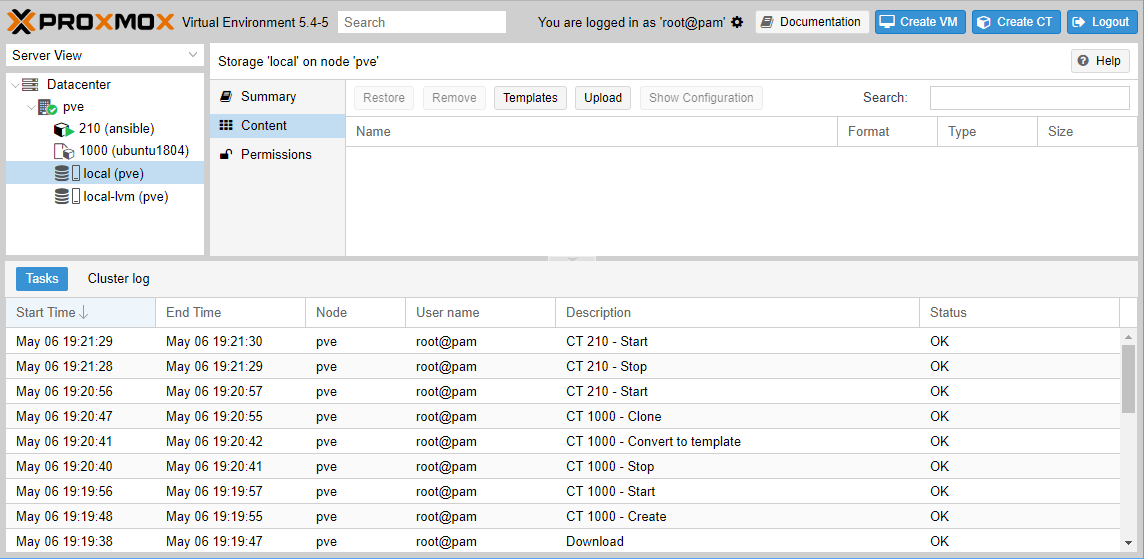 PROXMOX Virtual Environment 5.4-5 Search You are logged in as 'root@pam' Documentation Create VM Create CT Logout
Server View
Datacenter
pve
210 (ansible)
1000 (ubuntu1804)
local (pve)
local-lvm (pve)
Storage 'local' on node 'pve' Help
Summary
Content
Permissions
Restore Remove Templates Upload Show Configuration Search:
Name Format Type Size
Tasks Cluster log
Start Time End Time Node User name Description Status
May 06 19:21:29 May 06 19:21:30 pve root@pam CT 210 - Start OK
May 06 19:21:28 May 06 19:21:29 pve root@pam CT 210 - Stop OK
May 06 19:20:56 May 06 19:20:57 pve root@pam CT 210 - Start OK
May 06 19:20:47 May 06 19:20:55 pve root@pam CT 1000 - Clone OK
May 06 19:20:41 May 06 19:20:42 pve root@pam CT 1000 - Convert to template OK
May 06 19:20:40 May 06 19:20:41 pve root@pam CT 1000 - Stop OK
May 06 19:19:56 May 06 19:19:57 pve root@pam CT 1000 - Start OK
May 06 19:19:48 May 06 19:19:55 pve root@pam CT 1000 - Create OK
May 06 19:19:38 May 06 19:19:47 pve root@pam Download OK